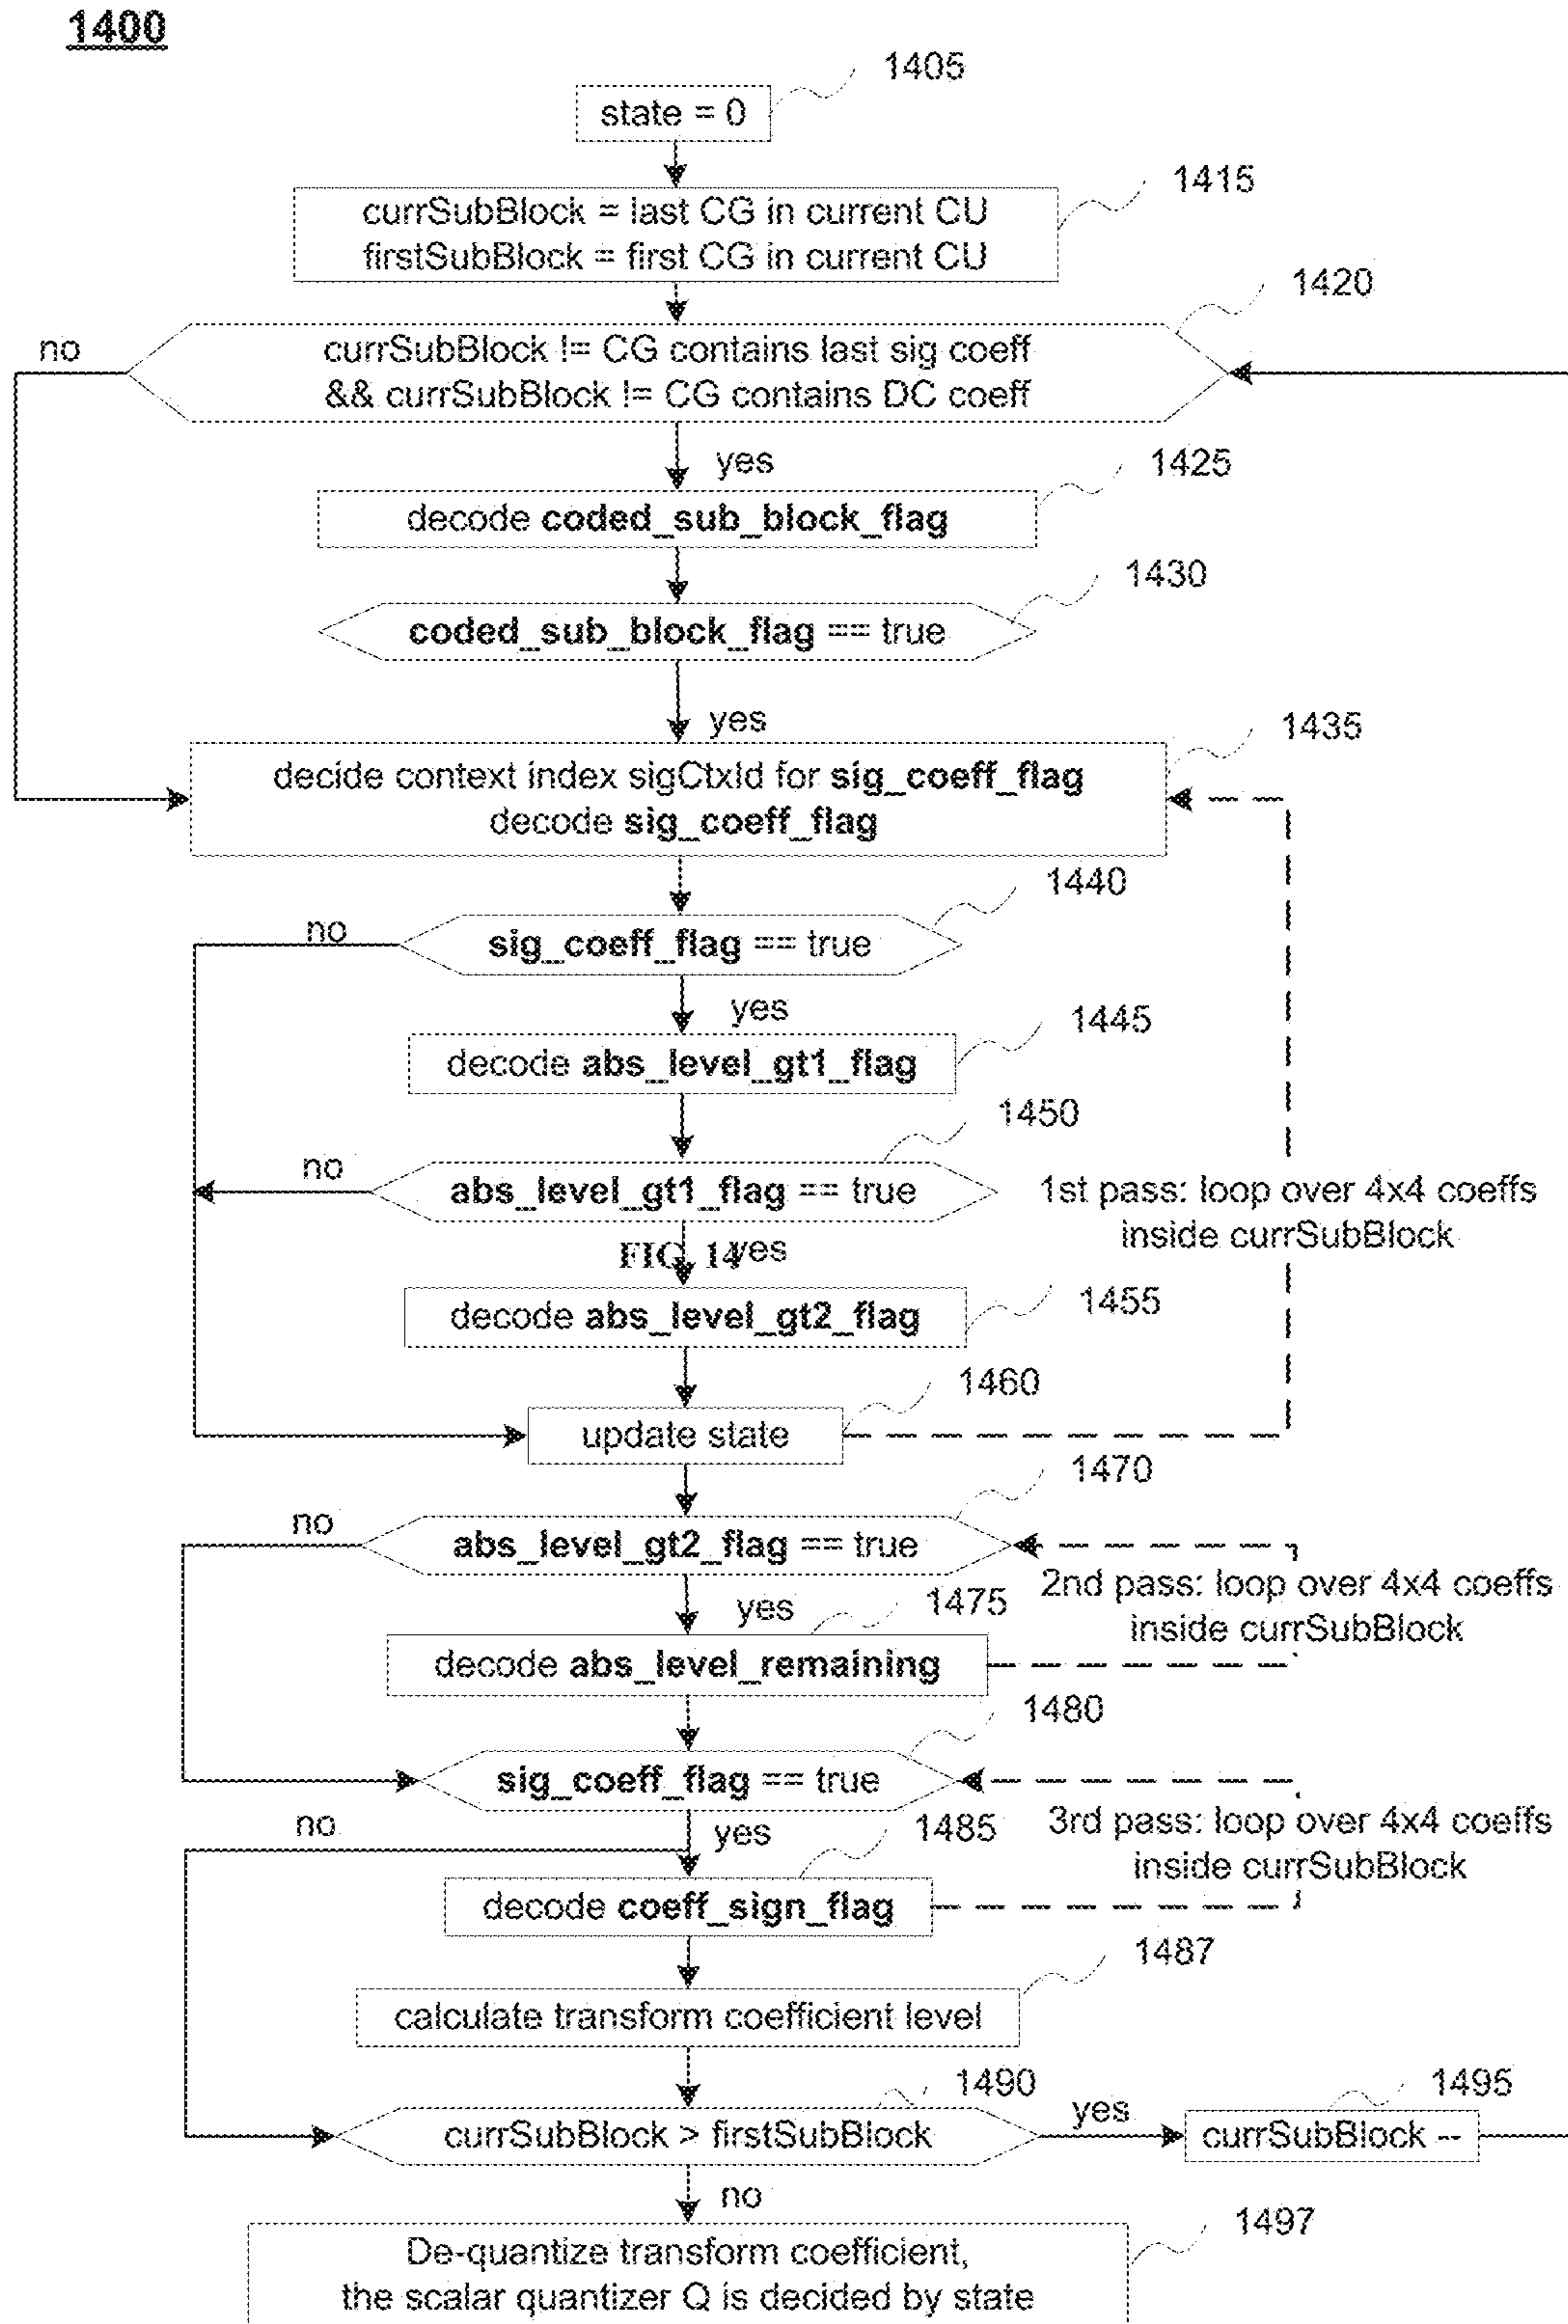 1400
1405
state = 0
1415
currSubBlock = last CG in current CU
firstSubBlock = first CG in current CU
1420
no
currSubBlock != CG contains last sig coeff
&& currSubBlock != CG contains DC coeff
yes
1425
decode coded_sub_block_flag
1430
coded_sub_block_flag == true
yes
1435
decide context index sigCtxId for sig_coeff_flag
decode sig_coeff_flag
1440
no
sig_coeff_flag == true
yes
1445
decode abs_level_gt1_flag
1450
no
abs_level_gt1_flag == true
1st pass: loop over 4x4 coeffs
inside currSubBlock
FIG. 14
yes
1455
decode abs_level_gt2_flag
1460
update state
1470
no
abs_level_gt2_flag == true
2nd pass: loop over 4x4 coeffs
inside currSubBlock
yes
1475
decode abs_level_remaining
1480
sig_coeff_flag == true
no
yes
1485
3rd pass: loop over 4x4 coeffs
inside currSubBlock
decode coeff_sign_flag
1487
calculate transform coefficient level
1490
currSubBlock > firstSubBlock
yes
1495
currSubBlock --
no
1497
De-quantize transform coefficient,
the scalar quantizer Q is decided by state